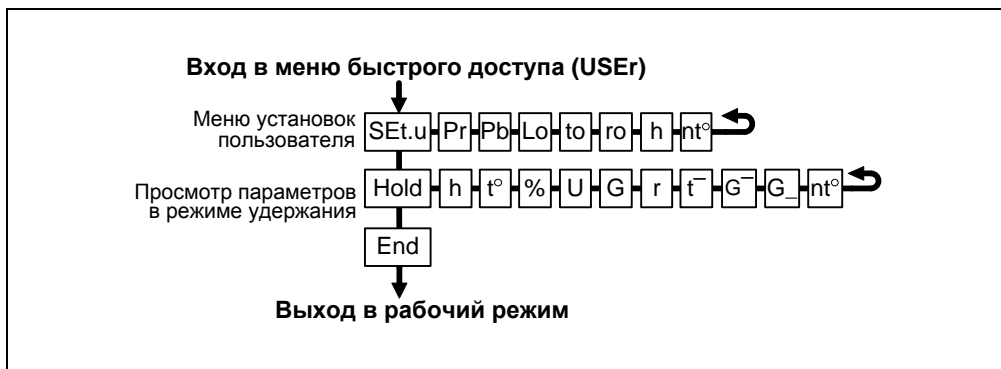 Вход в меню быстрого доступа (USEr)
Меню установок
пользователя
SEt.u Pr Pb Lo to ro h nt°
Просмотр параметров
в режиме удержания
Hold h t° % U G r t¯ G¯ G_ nt°
End
Выход в рабочий режим